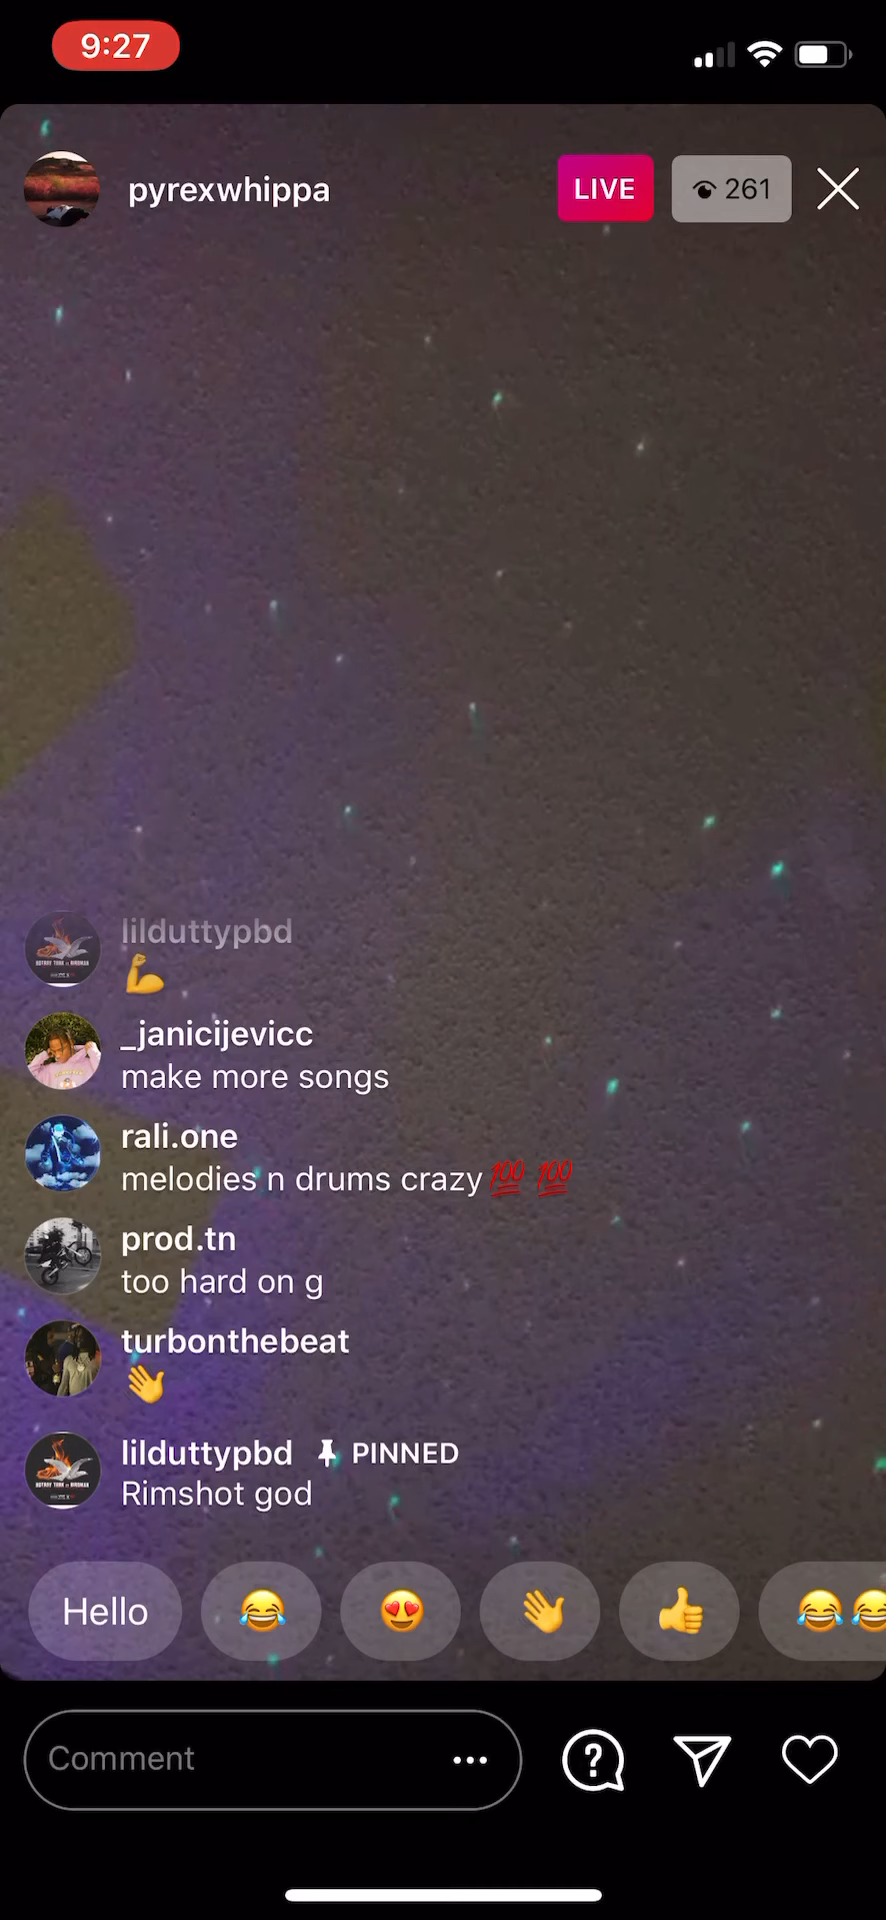 9:27
pyrexwhippa
LIVE
261
lilduttypbd
💪
_janicijevicc
make more songs
rali.one
melodies n drums crazy💯 💯
prod.tn
too hard on g
turbonthebeat
👋
lilduttypbd PINNED
Rimshot god
Hello 😂 😍 👋 👍 😂😂
Comment